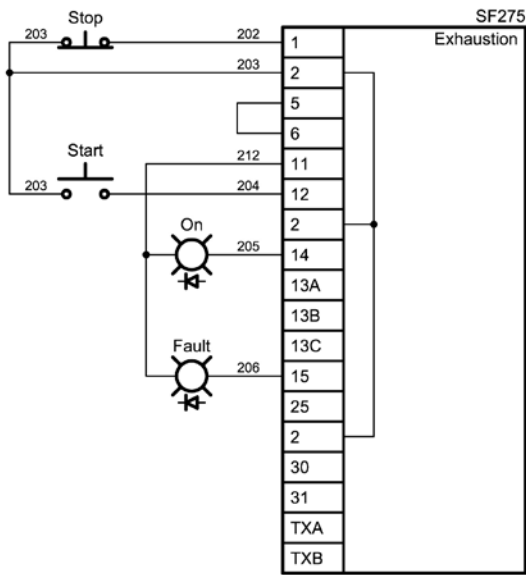 SF275
Stop
203 202 1 Exhaustion
203 2
5
6
Start
212 11
203 204 12
On 2
205 14
13A
13B
13C
Fault
206 15
25
2
30
31
TXA
TXB